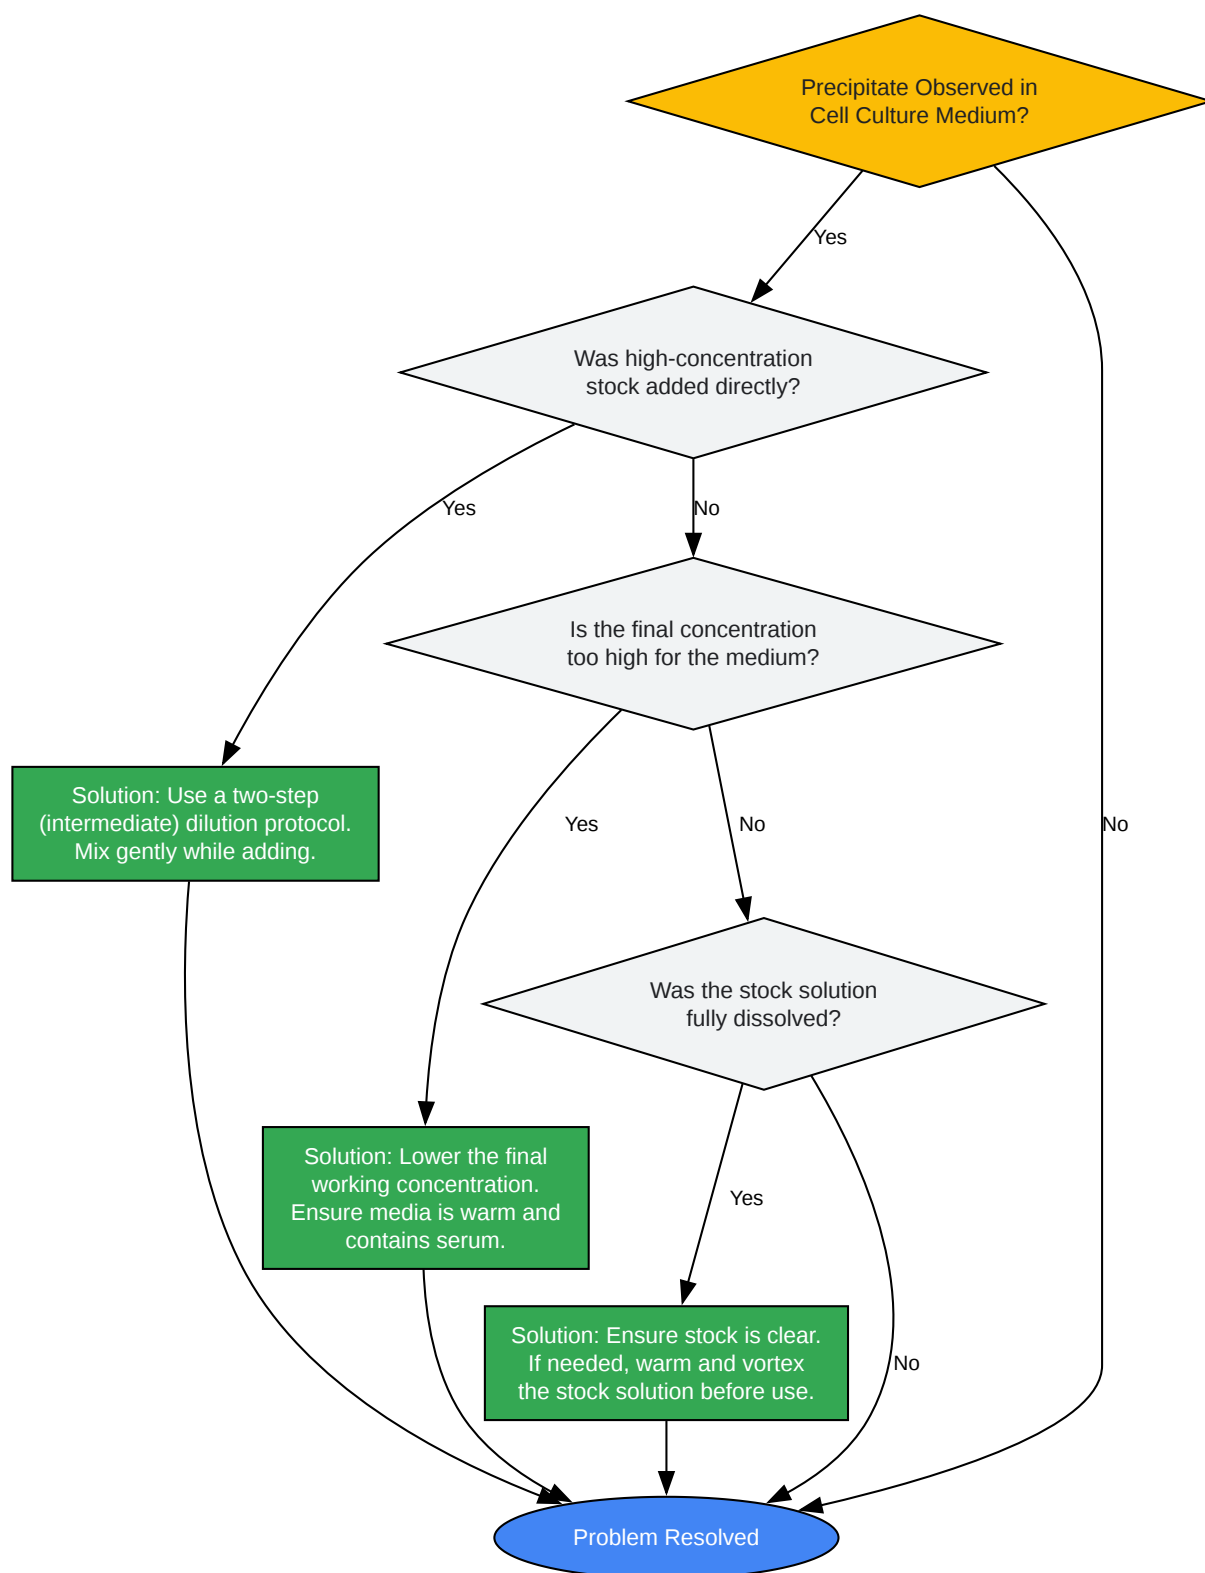 Precipitate Observed in
Cell Culture Medium?
Yes
Was high-concentration
stock added directly?
Yes
No
Is the final concentration
too high for the medium?
Solution: Use a two-step
(intermediate) dilution protocol.
Mix gently while adding.
Yes
No
No
Was the stock solution
fully dissolved?
Solution: Lower the final
working concentration.
Ensure media is warm and
contains serum.
Yes
Solution: Ensure stock is clear.
If needed, warm and vortex
the stock solution before use.
No
Problem Resolved